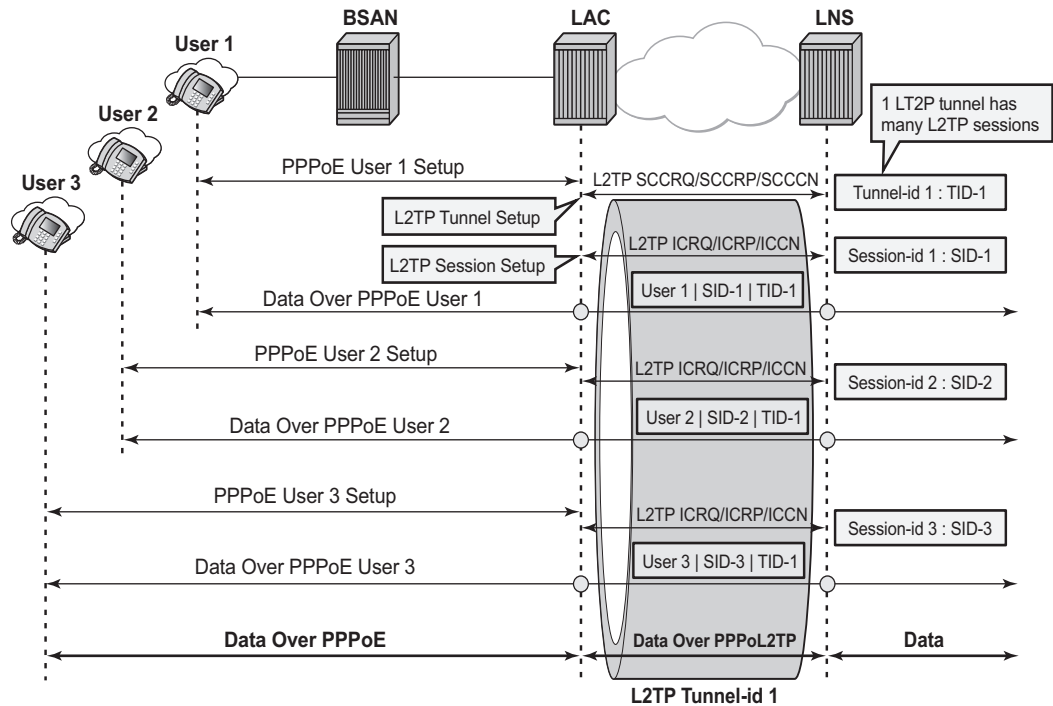 BSAN
LAC
LNS
User 1
User 2
User 3
1 LT2P tunnel has
many L2TP sessions
PPPoE User 1 Setup
L2TP SCCRQ/SCCRP/SCCCN
Tunnel-id 1 : TID-1
L2TP Tunnel Setup
L2TP ICRQ/ICRP/ICCN
Session-id 1 : SID-1
L2TP Session Setup
User 1 | SID-1 | TID-1
Data Over PPPoE User 1
PPPoE User 2 Setup
L2TP ICRQ/ICRP/ICCN
Session-id 2 : SID-2
User 2 | SID-2 | TID-1
Data Over PPPoE User 2
PPPoE User 3 Setup
L2TP ICRQ/ICRP/ICCN
Session-id 3 : SID-3
User 3 | SID-3 | TID-1
Data Over PPPoE User 3
Data Over PPPoE
Data Over PPPoL2TP
Data
L2TP Tunnel-id 1